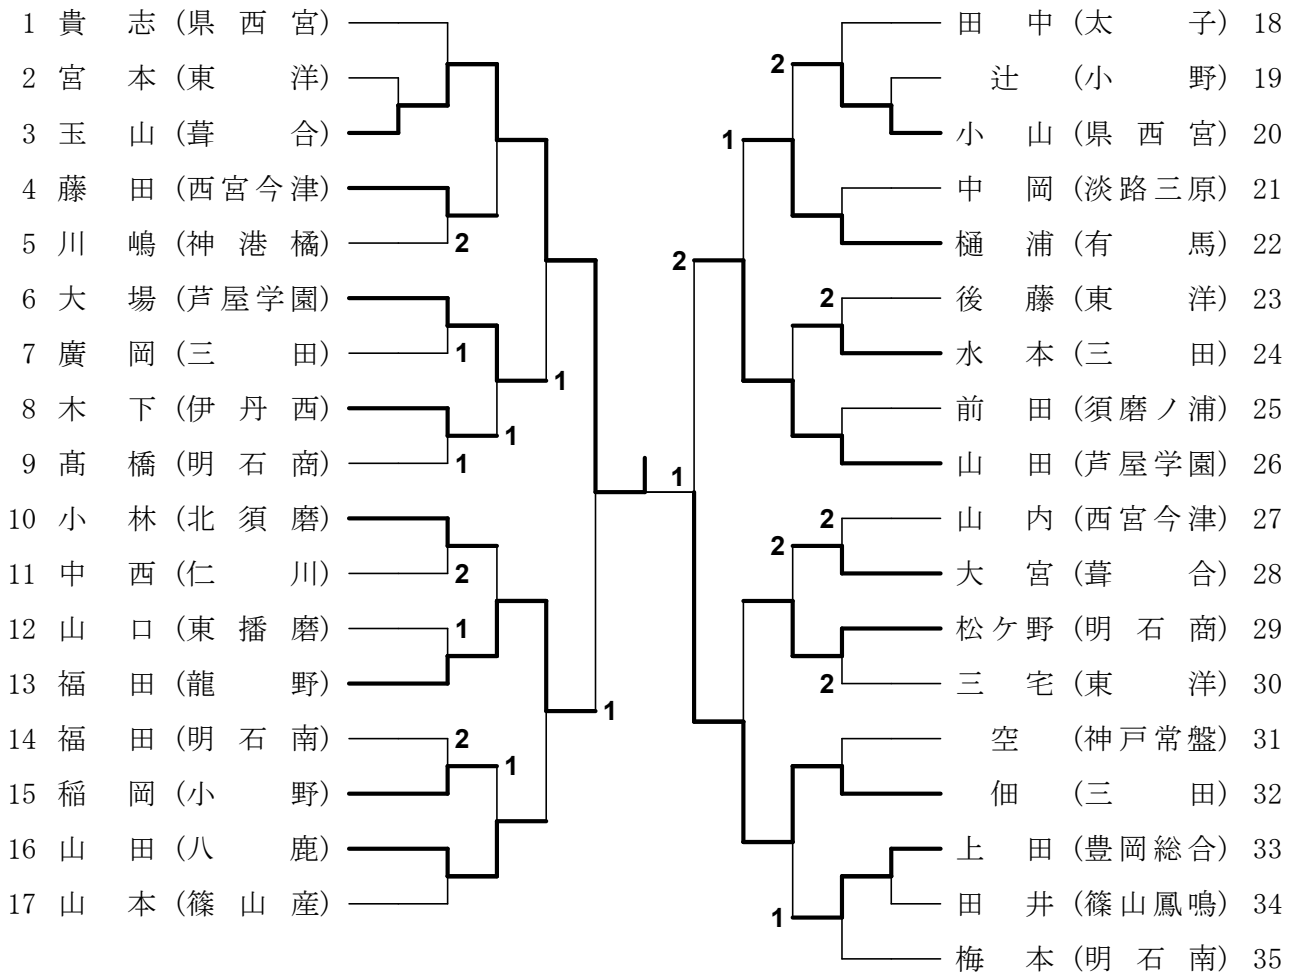 1 貴 志 (県 西 宮)
2 宮 本 (東 洋)
3 玉 山 (葺 合)
4 藤 田 (西宮今津)
5 川 嶋 (神 港 橘)
2
6 大 場 (芦屋学園)
7 廣 岡 (三 田)
1
1
8 木 下 (伊 丹 西)
1
9 髙 橋 (明 石 商)
1
10 小 林 (北 須 磨)
11 中 西 (仁 川)
2
12 山 口 (東 播 磨)
1
13 福 田 (龍 野)
1
14 福 田 (明 石 南)
2
1
15 稲 岡 (小 野)
16 山 田 (八 鹿)
17 山 本 (篠 山 産)
1
田 中 (太 子) 18
2
辻 (小 野) 19
小 山 (県 西 宮) 20
1
中 岡 (淡路三原) 21
樋 浦 (有 馬) 22
2
2
後 藤 (東 洋) 23
水 本 (三 田) 24
前 田 (須磨ノ浦) 25
山 田 (芦屋学園) 26
2
山 内 (西宮今津) 27
2
大 宮 (葺 合) 28
松ケ野 (明 石 商) 29
2
三 宅 (東 洋) 30
空 (神戸常盤) 31
佃 (三 田) 32
上 田 (豊岡総合) 33
田 井 (篠山鳳鳴) 34
1
梅 本 (明 石 南) 35